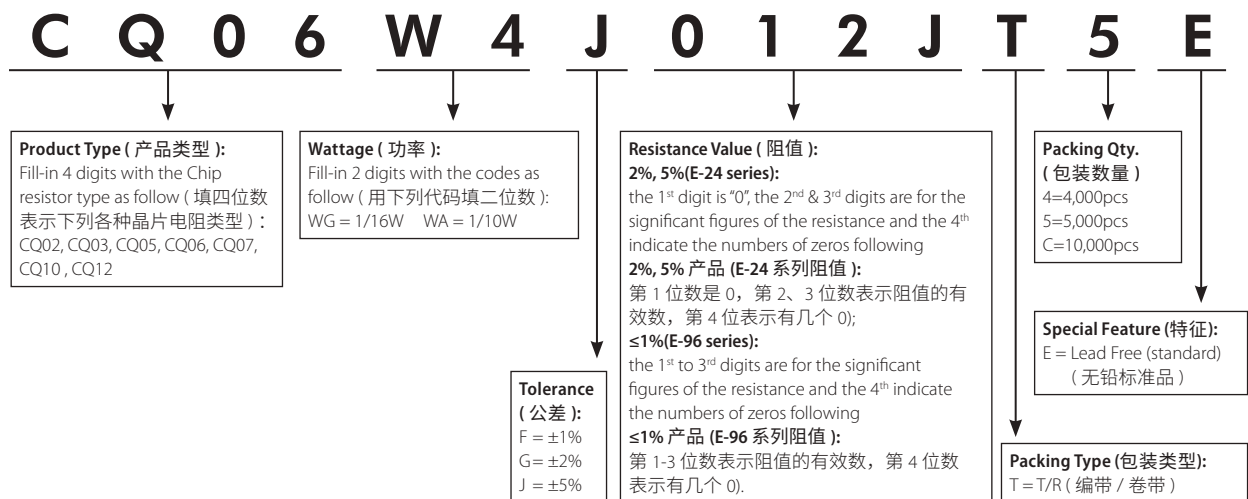 C Q 0 6 W 4 J 0 1 2 J T 5 E
Product Type ( 产品类型 ):
Fill-in 4 digits with the Chip
resistor type as follow ( 填四位数
表示下列各种晶片电阻类型 ) :
CQ02, CQ03, CQ05, CQ06, CQ07,
CQ10 , CQ12
Wattage ( 功率 ):
Fill-in 2 digits with the codes as
follow ( 用下列代码填二位数 ):
WG = 1/16W WA = 1/10W
Tolerance
( 公差 ):
F = ±1%
G= ±2%
J = ±5%
Resistance Value ( 阻值 ):
2%, 5%(E-24 series):
the 1st digit is “0”, the 2nd & 3rd digits are for the
significant figures of the resistance and the 4th
indicate the numbers of zeros following
2%, 5% 产品 (E-24 系列阻值 ):
第 1 位数是 0，第 2、3 位数表示阻值的有
效数，第 4 位表示有几个 0);
≤1%(E-96 series):
the 1st to 3rd digits are for the significant
figures of the resistance and the 4th indicate
the numbers of zeros following
≤1% 产品 (E-96 系列阻值 ):
第 1-3 位数表示阻值的有效数，第 4 位数
表示有几个 0).
Packing Qty.
( 包装数量 )
4=4,000pcs
5=5,000pcs
C=10,000pcs
Special Feature (特征):
E = Lead Free (standard)
( 无铅标准品 )
Packing Type (包装类型):
T = T/R ( 编带 / 卷带 )